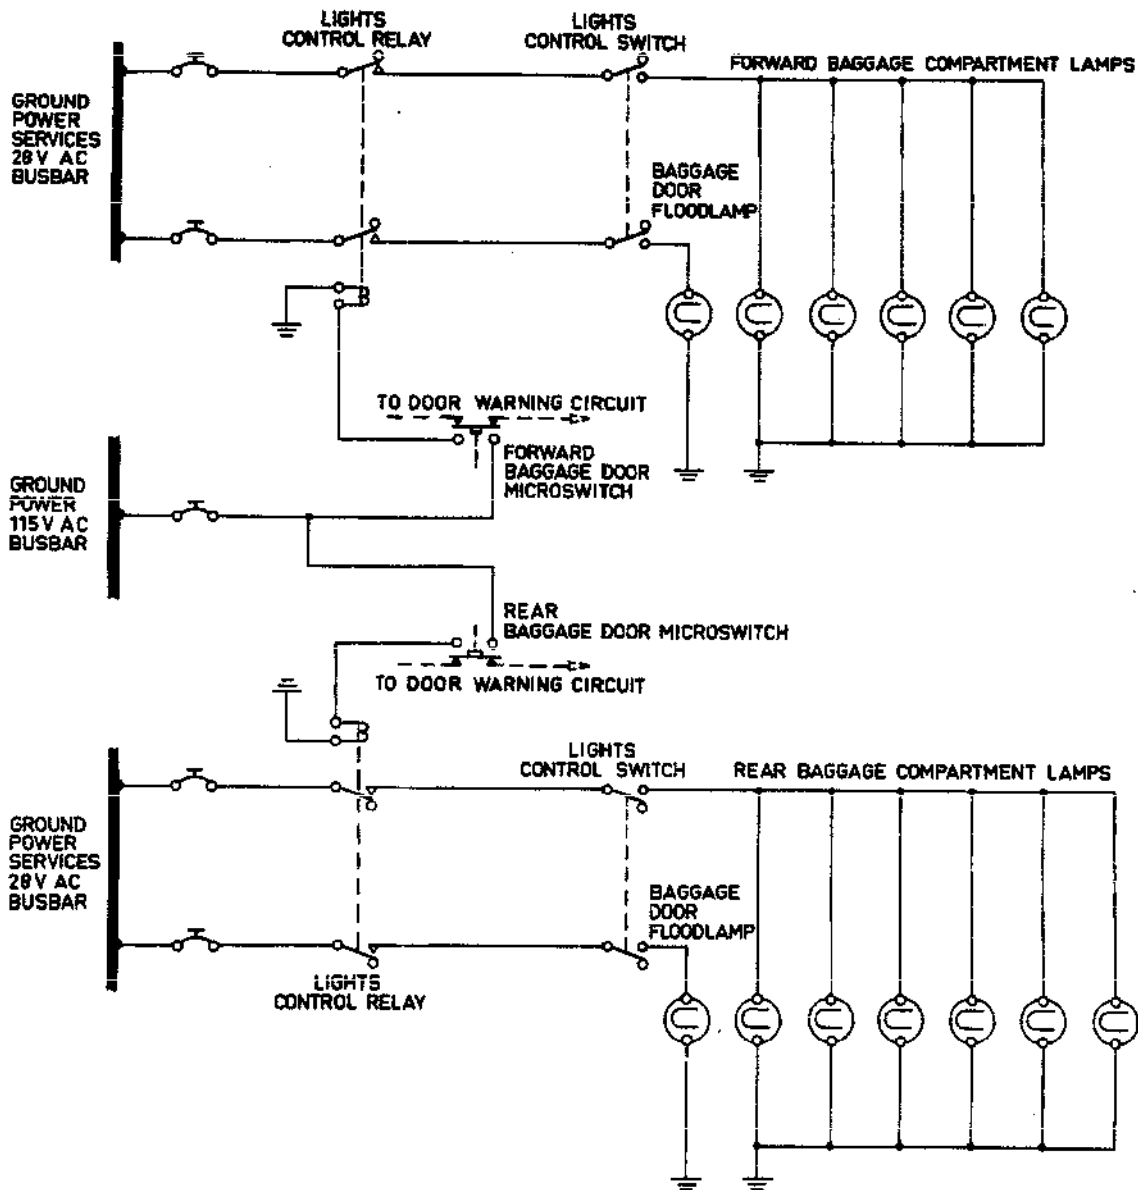 LIGHTS
CONTROL RELAY
LIGHTS
CONTROL SWITCH
FORWARD BAGGAGE COMPARTMENT LAMPS
GROUND
POWER
SERVICES
28V AC
BUSBAR
BAGGAGE
DOOR
FLOODLAMP
TO DOOR WARNING CIRCUIT
FORWARD
BAGGAGE DOOR
MICROSWITCH
GROUND
POWER
115V AC
BUSBAR
REAR
BAGGAGE DOOR MICROSWITCH
TO DOOR WARNING CIRCUIT
LIGHTS
CONTROL SWITCH
REAR BAGGAGE COMPARTMENT LAMPS
GROUND
POWER
SERVICES
28V AC
BUSBAR
BAGGAGE
DOOR
FLOODLAMP
LIGHTS
CONTROL RELAY